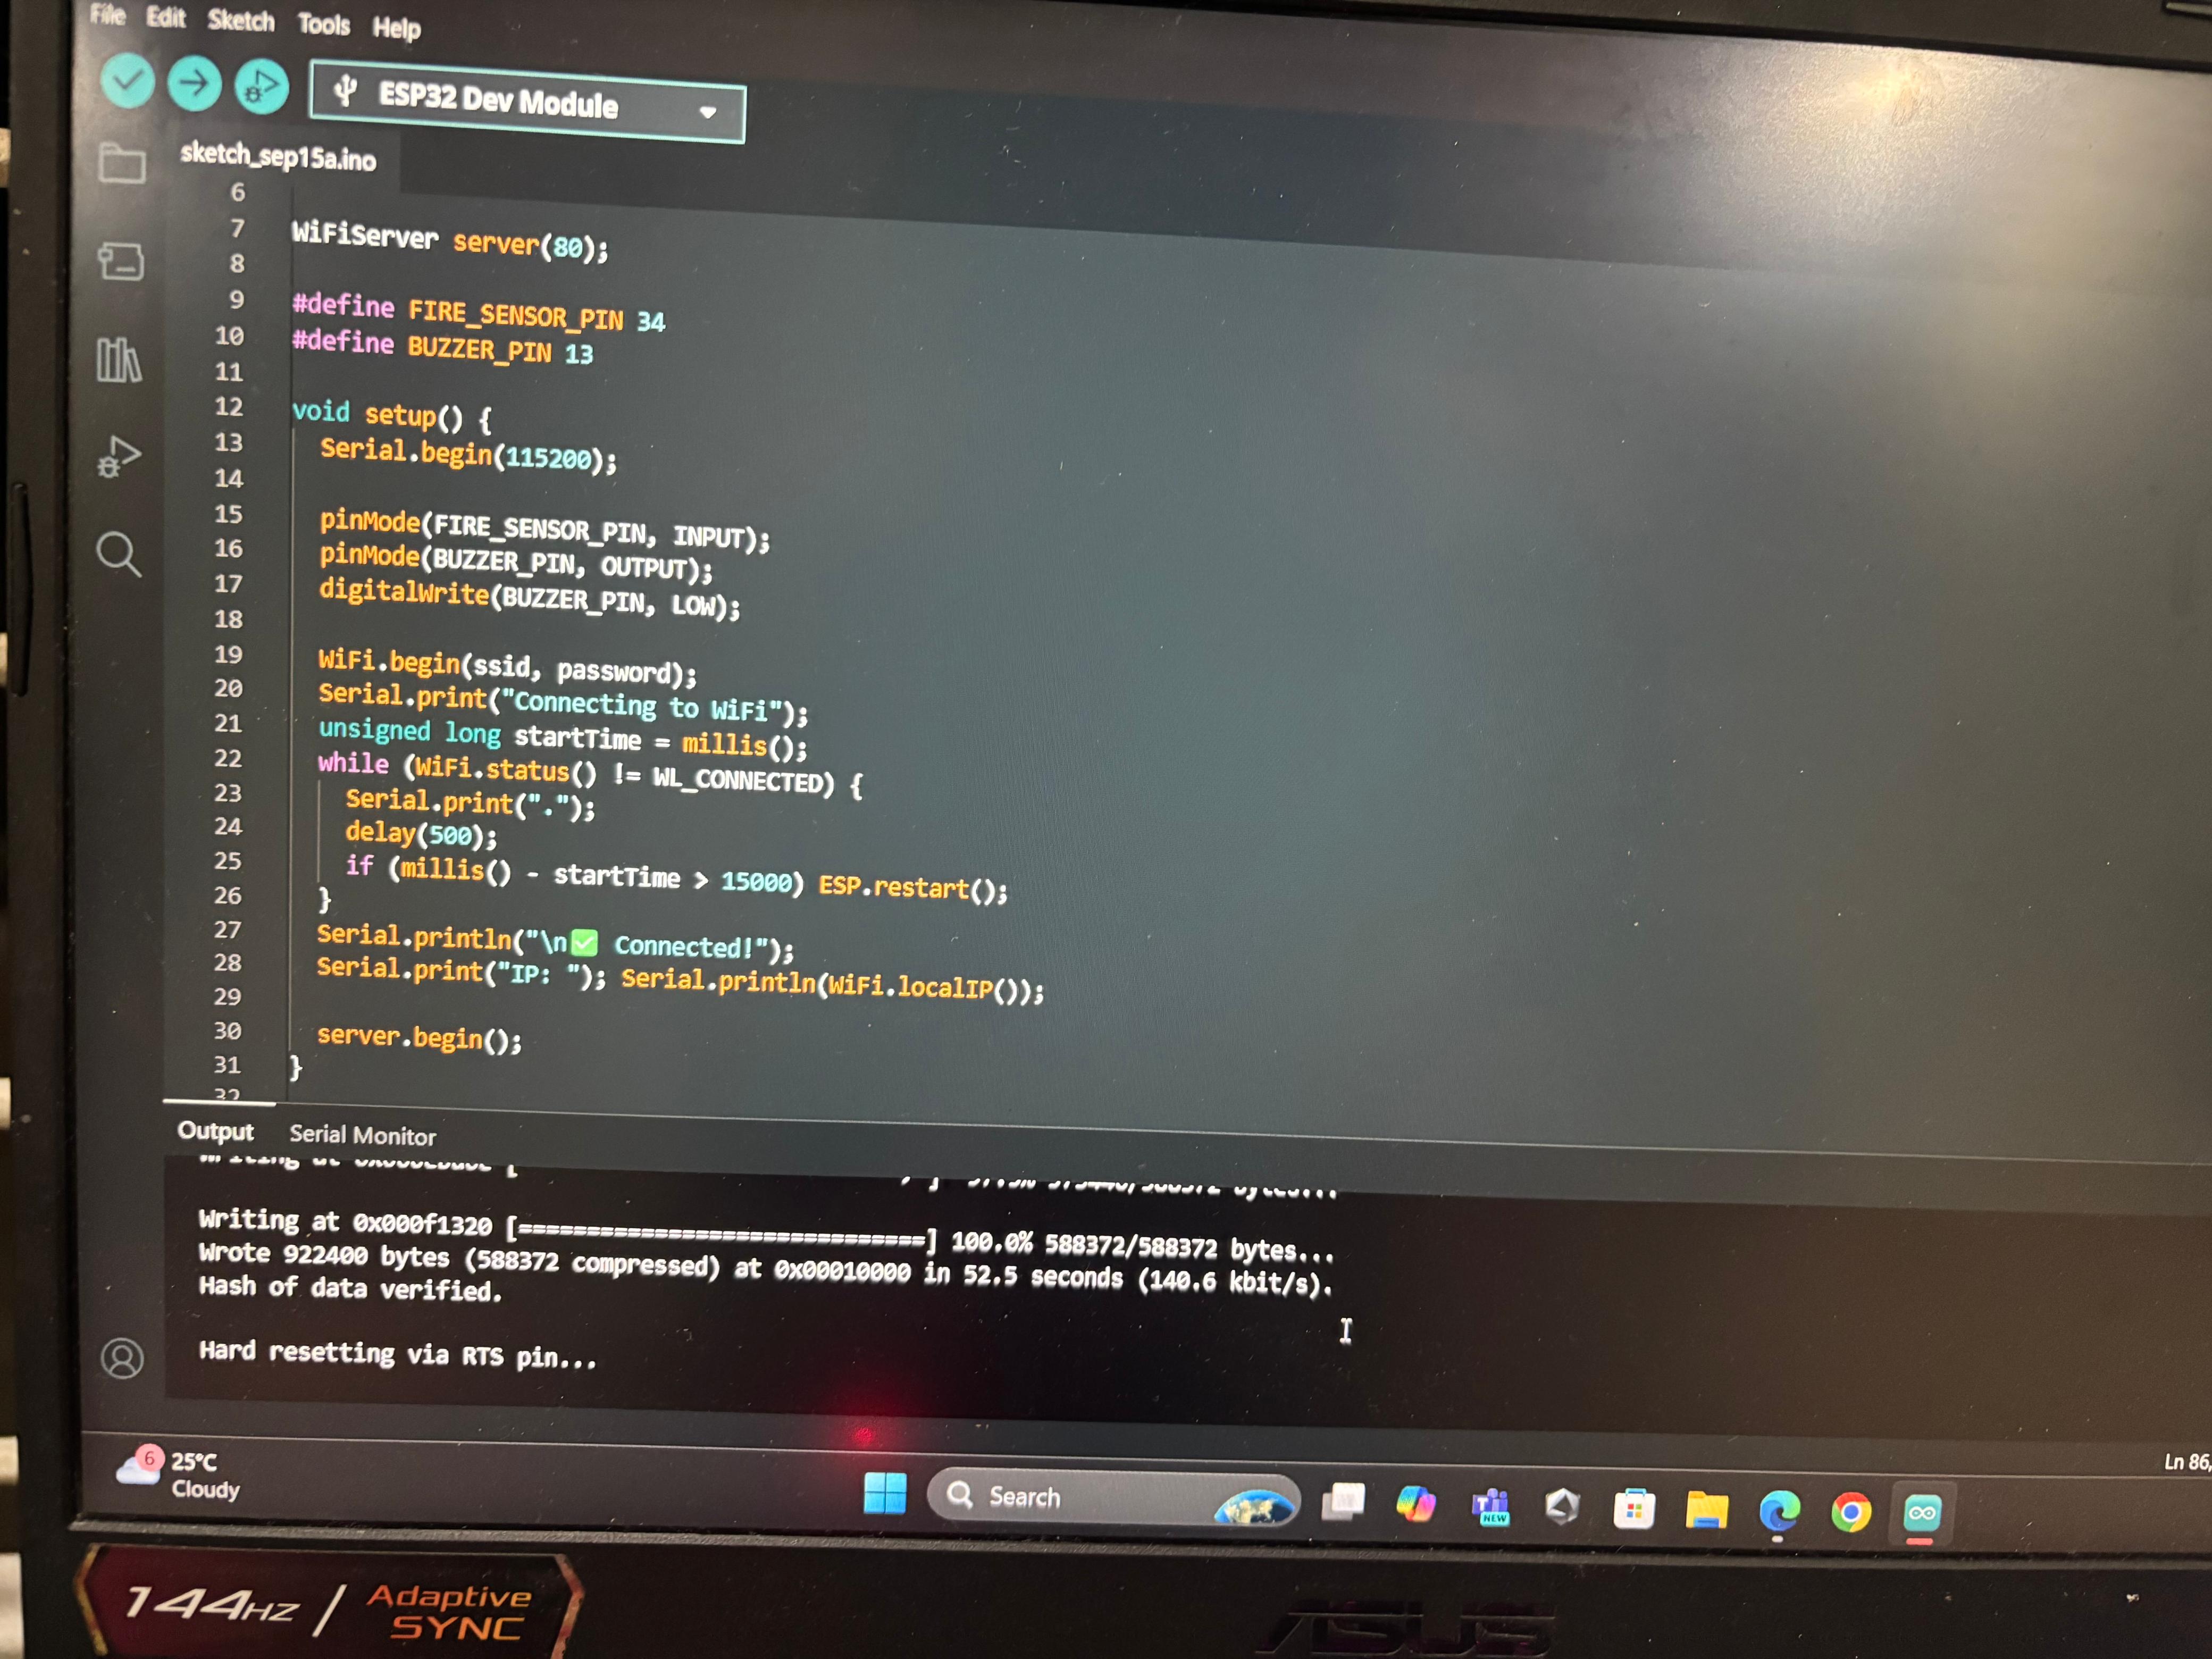 File Edit Sketch Tools Help
ESP32 Dev Module
sketch_sep15a.ino
6
7 WiFiServer server(80);
8
9 #define FIRE_SENSOR_PIN 34
10 #define BUZZER_PIN 13
11
12 void setup() {
13 Serial.begin(115200);
14
15 pinMode(FIRE_SENSOR_PIN, INPUT);
16 pinMode(BUZZER_PIN, OUTPUT);
17 digitalWrite(BUZZER_PIN, LOW);
18
19 WiFi.begin(ssid, password);
20 Serial.print("Connecting to WiFi");
21 unsigned long startTime = millis();
22 while (WiFi.status() != WL_CONNECTED) {
23 Serial.print(".");
24 delay(500);
25 if (millis() - startTime > 15000) ESP.restart();
26 }
27 Serial.println("\n✅ Connected!");
28 Serial.print("IP: "); Serial.println(WiFi.localIP());
29
30 server.begin();
31 }
32
Output Serial Monitor
Writing at
Writing at 0x000f1320 [==============================] 100.0% 588372/588372 bytes...
Wrote 922400 bytes (588372 compressed) at 0x00010000 in 52.5 seconds (140.6 kbit/s).
Hash of data verified.
Hard resetting via RTS pin...
Ln 86,
6
25°C
Cloudy
Search
NEW
144Hz / Adaptive
SYNC
ASUS